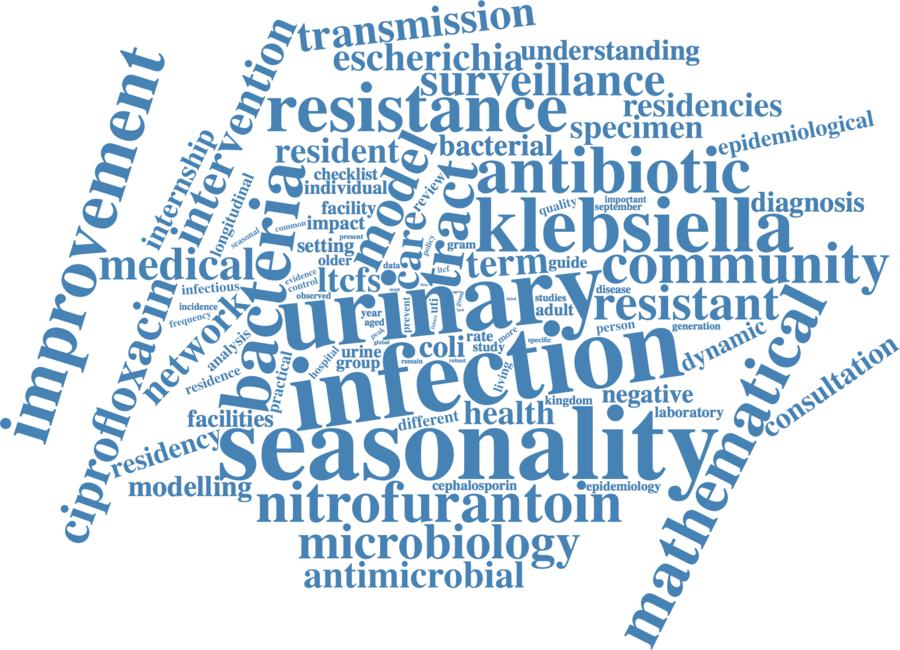 transmission
escherichia
understanding
surveillance
improvement
intervention
resistance
residencies
specimen
epidemiological
internship
resident
bacterial
model
checklist
individual
review
tract
antibiotic
longitudinal
facility
quality
important
september
diagnosis
seasonal
common
impact
present
care
policy
klebsiella
setting
gram
medical
bacteria
older
data
ltcf
term
guide
community
ltcfs
evidence
control
infectious
observed
urinary
third
studies
adult
disease
resistant
ciprofloxacin
network
incidence
frequency
year
aged
prevent
uti
person
generation
analysis
peak
global
more
specific
rate
study
coli
urine
group
hospital
remain
robust
dynamic
mathematical
residence
practical
infection
living
kingdom
negative
consultation
facilities
different
health
laboratory
residency
seasonality
modelling
cephalosporin
epidemiology
nitrofurantoin
microbiology
antimicrobial